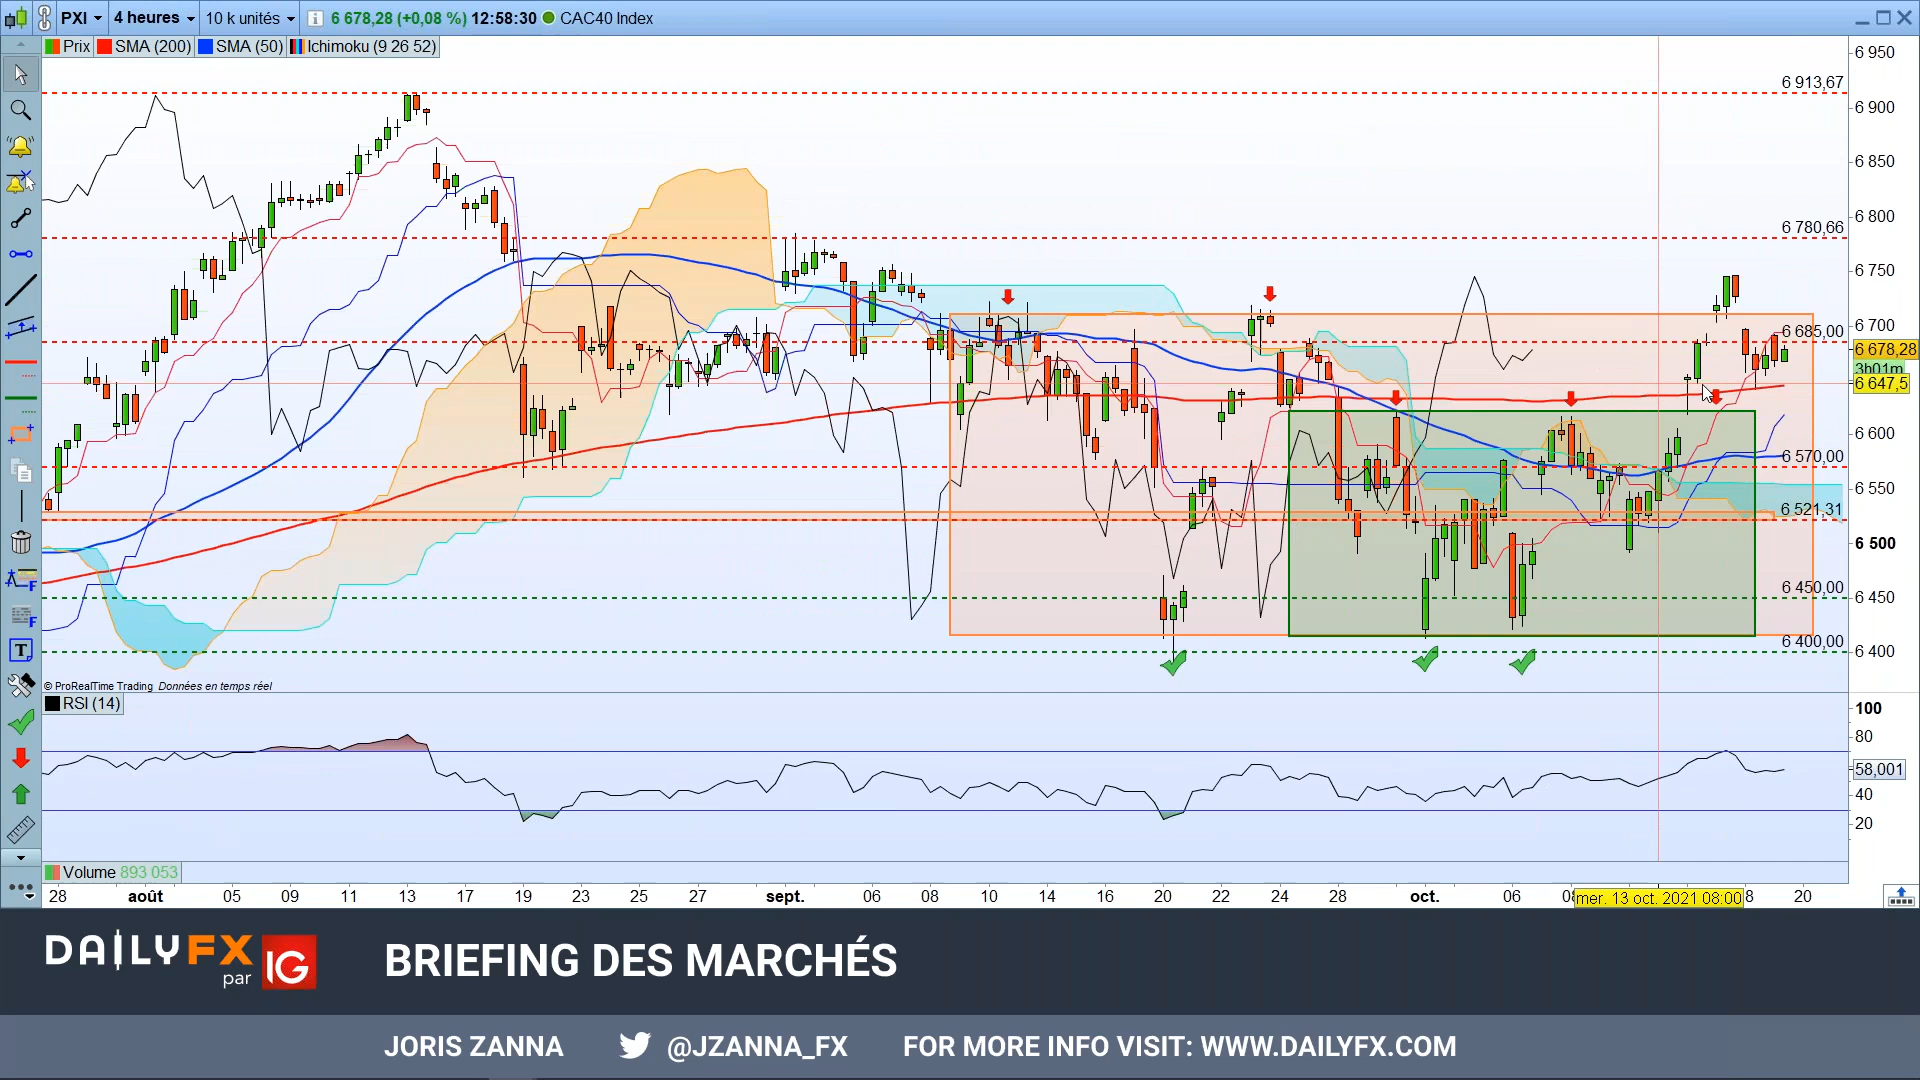 PXI 4 heures 10 k unités 6 678,28 (+0,08 %) 12:58:30 CAC40 Index
Prix SMA (200) SMA (50) Ichimoku (9 26 52)
6 950
6 913,67
6 900
6 850
6 800
6 780,66
6 750
6 700
6 685,00
6 678,28
3h01m
6 647,5
6 600
6 570,00
6 550
6 521,31
6 500
6 450,00
6 450
6 400,00
6 400
© ProRealTime Trading Données en temps réel
RSI (14)
100
80
58,001
40
20
Volume 893 053
28 août 05 09 11 13 17 19 23 25 27 sept. 06 08 10 14 16 20 22 24 28 oct. 06 mer. 13 oct. 2021 08:00 8 20
DAILYFX
par IG
BRIEFING DES MARCHÉS
JORIS ZANNA @JZANNA_FX FOR MORE INFO VISIT: WWW.DAILYFX.COM